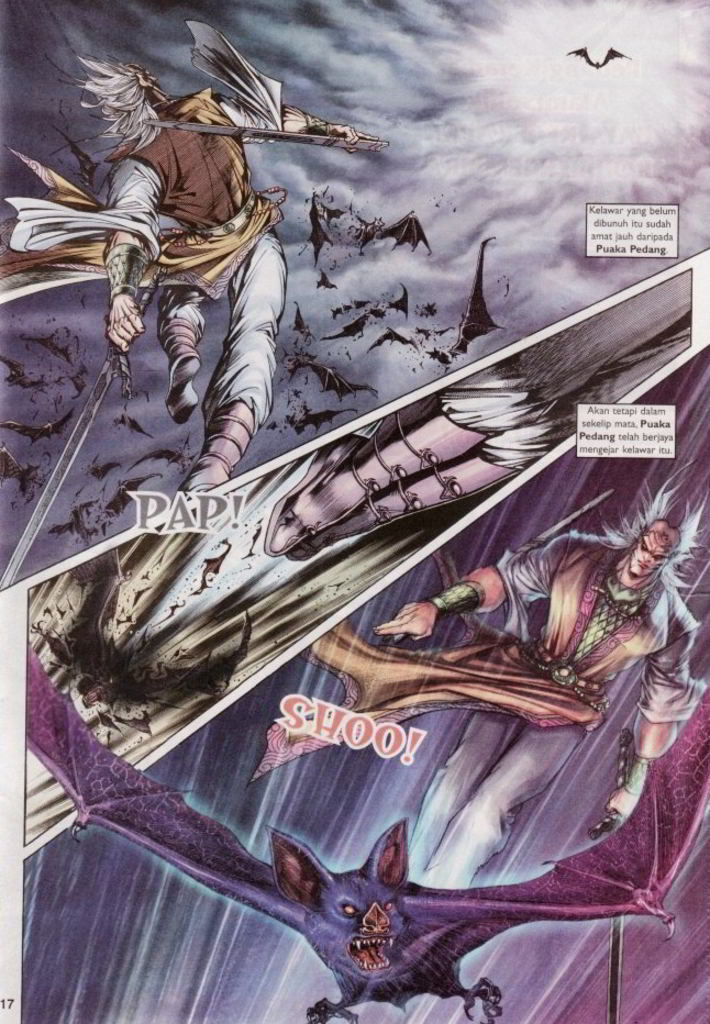 Kelawar yang belum
dibunuh itu sudah
amat jauh daripada
Puaka Pedang.
Akan tetapi dalam
sekelip mata, Puaka
Pedang telah berjaya
mengejar kelawar itu.
PAP!
SHOO!
17